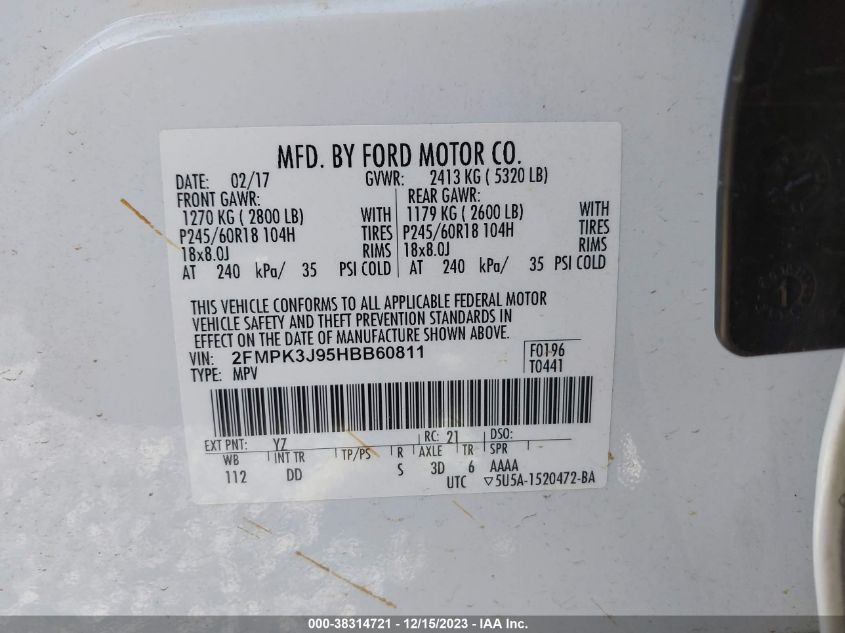 MFD. BY FORD MOTOR CO.
DATE: 02/17 GVWR: 2413 KG ( 5320 LB)
FRONT GAWR: REAR GAWR:
1270 KG ( 2800 LB) WITH 1179 KG ( 2600 LB) WITH
P245/60R18 104H TIRES P245/60R18 104H TIRES
18x8.0J RIMS 18x8.0J RIMS
AT 240 kPa/ 35 PSI COLD AT 240 kPa/ 35 PSI COLD
THIS VEHICLE CONFORMS TO ALL APPLICABLE FEDERAL MOTOR
VEHICLE SAFETY AND THEFT PREVENTION STANDARDS IN
EFFECT ON THE DATE OF MANUFACTURE SHOWN ABOVE.
VIN: 2FMPK3J95HBB60811 F0196
TYPE: MPV T0441
EXT PNT: YZ RC: 21 DSO:
WB INT TR TP/PS R AXLE TR SPR
112 DD S 3D 6 AAAA
UTC ▽5U5A-1520472-BA
000-38314721 - 12/15/2023 - IAA Inc.